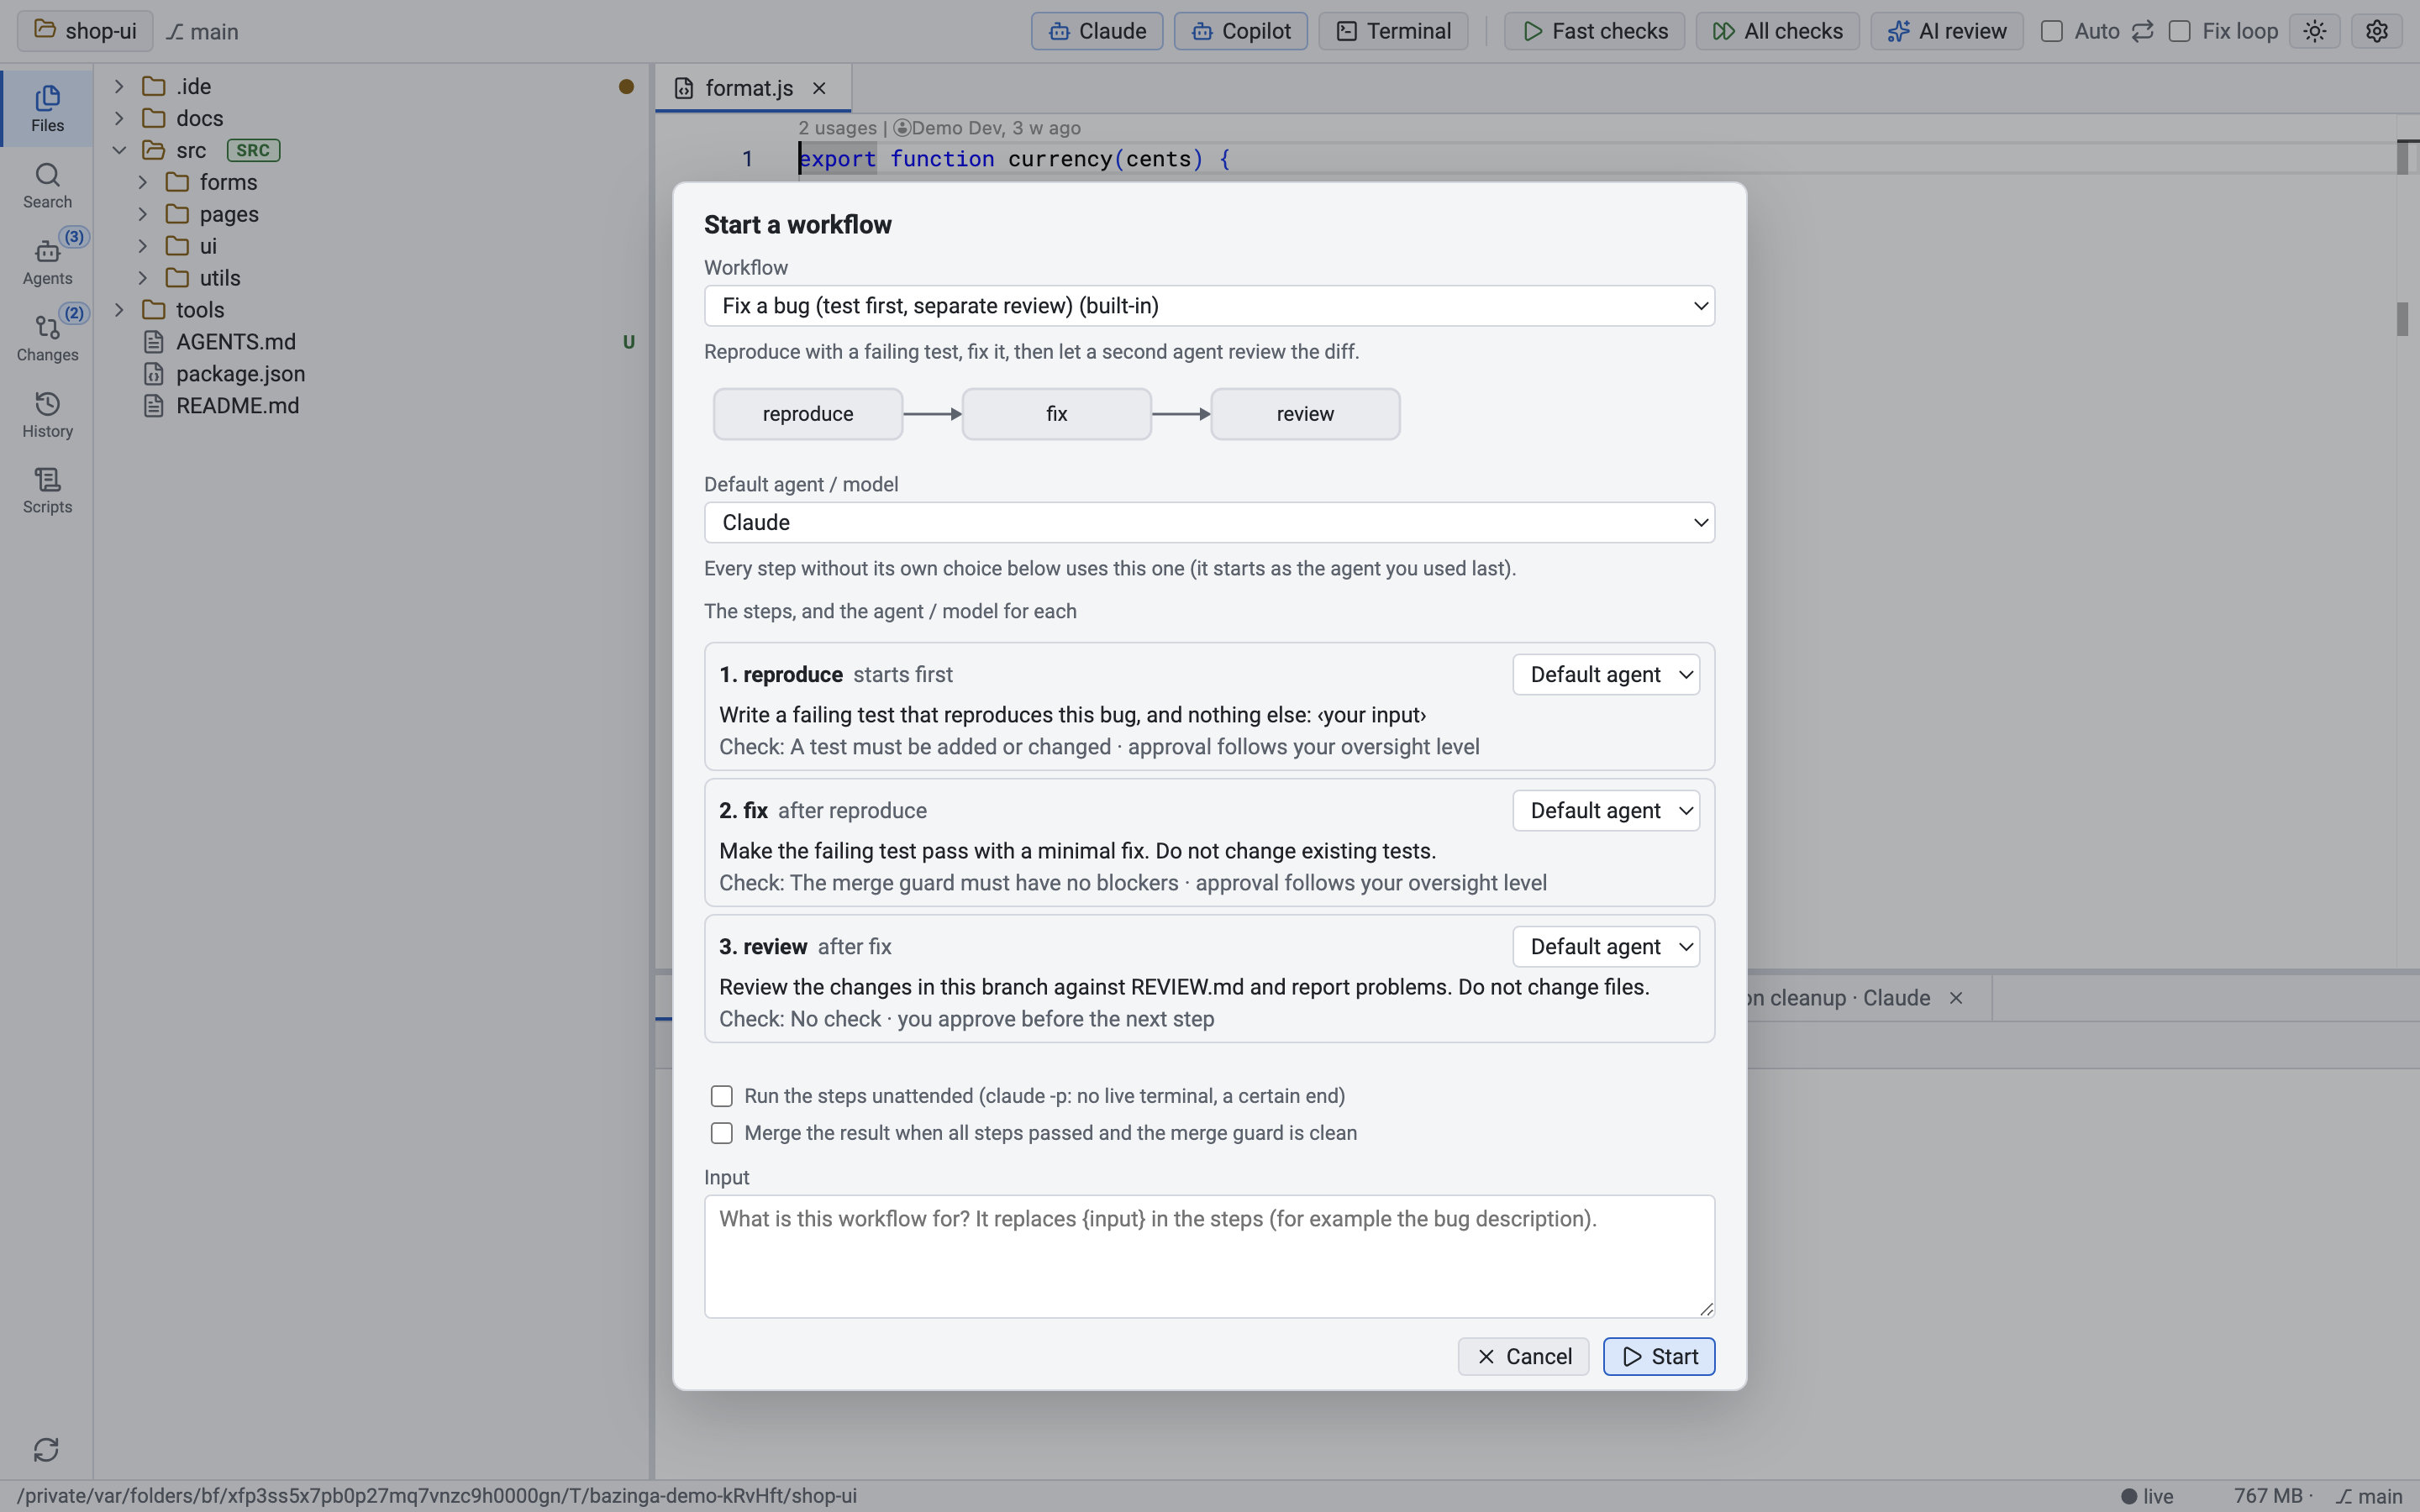 shop-ui
main
Claude
Copilot
Terminal
Fast checks
All checks
AI review
Auto
Fix loop
Files
Search
(3)
Agents
(2)
Changes
History
Scripts
.ide
docs
src SRC
forms
pages
ui
utils
tools
AGENTS.md U
package.json
README.md
format.js
2 usages | Demo Dev, 3 w ago
1 export function currency(cents) {
Start a workflow
Workflow
Fix a bug (test first, separate review) (built-in)
Reproduce with a failing test, fix it, then let a second agent review the diff.
reproduce
fix
review
Default agent / model
Claude
Every step without its own choice below uses this one (it starts as the agent you used last).
The steps, and the agent / model for each
1. reproduce starts first
Default agent
Write a failing test that reproduces this bug, and nothing else: ‹your input›
Check: A test must be added or changed · approval follows your oversight level
2. fix after reproduce
Default agent
Make the failing test pass with a minimal fix. Do not change existing tests.
Check: The merge guard must have no blockers · approval follows your oversight level
3. review after fix
Default agent
Review the changes in this branch against REVIEW.md and report problems. Do not change files.
Check: No check · you approve before the next step
Run the steps unattended (claude -p: no live terminal, a certain end)
Merge the result when all steps passed and the merge guard is clean
Input
What is this workflow for? It replaces {input} in the steps (for example the bug description).
Cancel
Start
cleanup · Claude
/private/var/folders/bf/xfp3ss5x7pb0p27mq7vnzc9h0000gn/T/bazinga-demo-kRvHft/shop-ui
live
767 MB ·
main